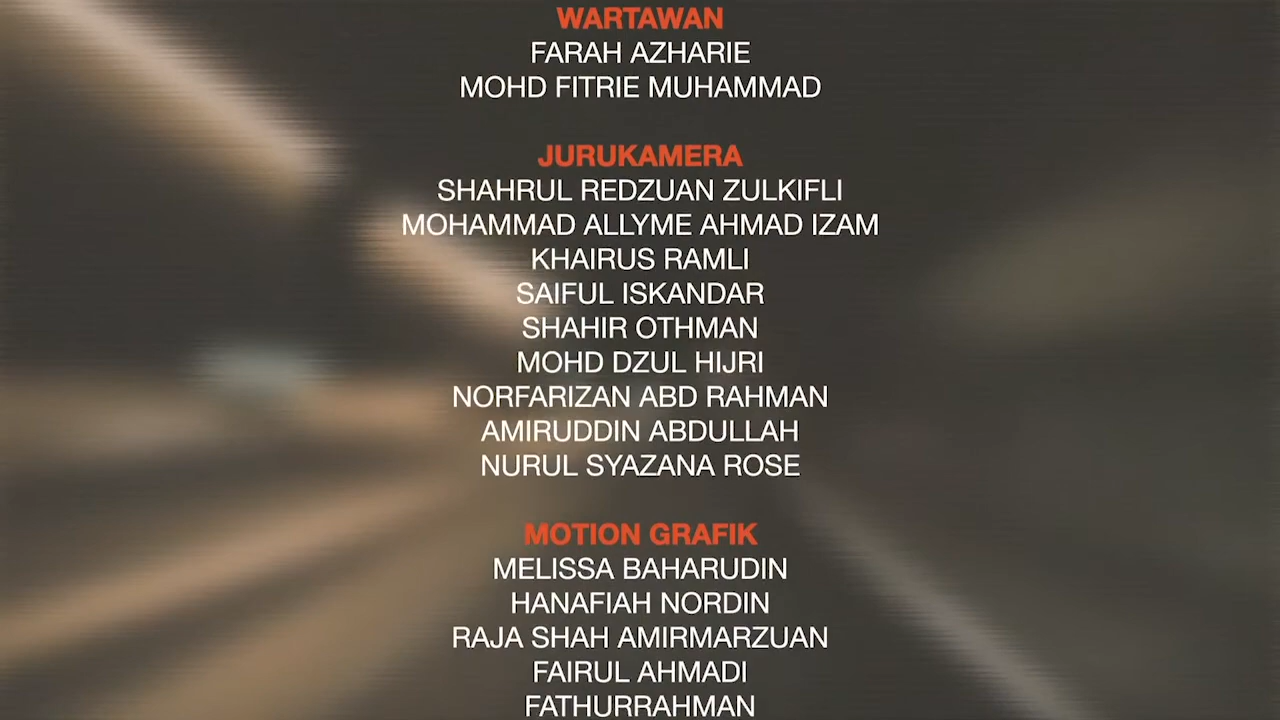 WARTAWAN
FARAH AZHARIE
MOHD FITRIE MUHAMMAD
JURUKAMERA
SHAHRUL REDZUAN ZULKIFLI
MOHAMMAD ALLYME AHMAD IZAM
KHAIRUS RAMLI
SAIFUL ISKANDAR
SHAHIR OTHMAN
MOHD DZUL HIJRI
NORFARIZAN ABD RAHMAN
AMIRUDDIN ABDULLAH
NURUL SYAZANA ROSE
MOTION GRAFIK
MELISSA BAHARUDIN
HANAFIAH NORDIN
RAJA SHAH AMIRMARZUAN
FAIRUL AHMADI
FATHURRAHMAN